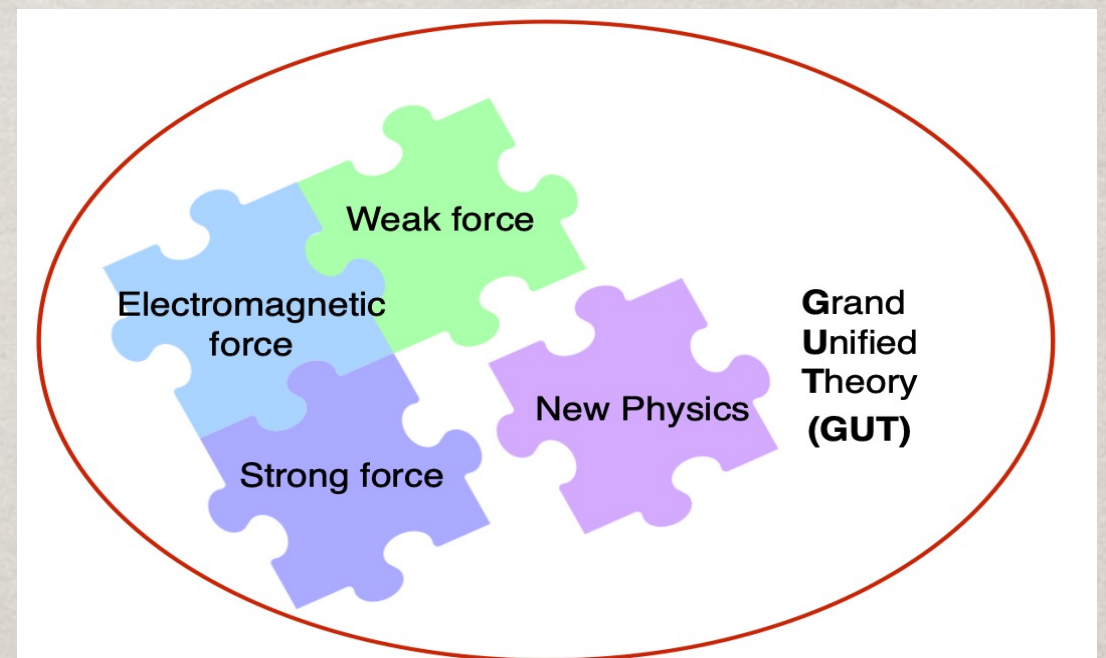 Weak force
Electromagnetic
force
Strong force
New Physics
Grand
Unified
Theory
(GUT)